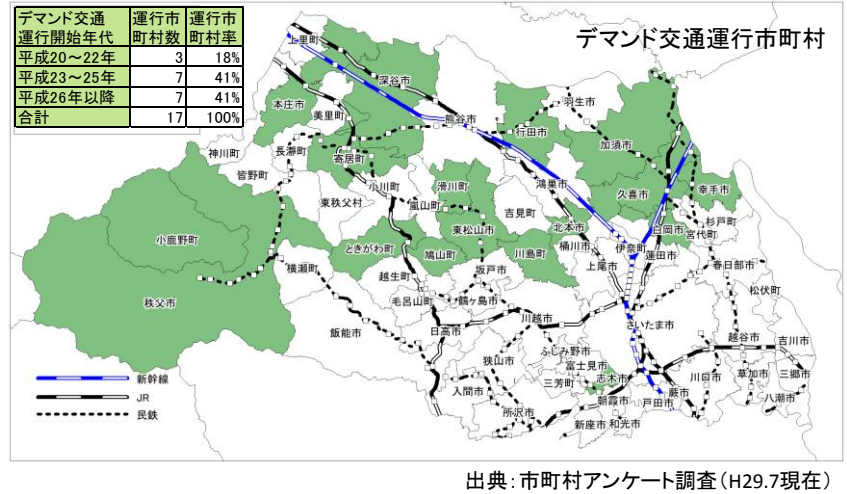 デマンド交通運行市町村
デマンド交通 運行開始年代 運行市町村数 運行市町村率
平成20～22年 3 18%
平成23～25年 7 41%
平成26年以降 7 41%
合計 17 100%
上里町
深谷市
本庄市
美里町
熊谷市
羽生市
行田市
加須市
神川町
長瀞町
寄居町
皆野町
小川町
滑川町
鴻巣市
久喜市
幸手市
東秩父村
嵐山町
吉見町
東松山市
北本市
白岡市
杉戸町
宮代町
小鹿野町
ときがわ町
鳩山町
川島町
桶川市
伊奈町
蓮田市
上尾市
春日部市
横瀬町
越生町
坂戸市
松伏町
秩父市
毛呂山町
鶴ヶ島市
川越市
さいたま市
飯能市
日高市
越谷市
吉川市
狭山市
ふじみ野市
富士見市
三芳町
志木市
川口市
草加市
三郷市
入間市
朝霞市
蕨市
戸田市
八潮市
所沢市
新座市
和光市
新幹線
JR
民鉄
出典：市町村アンケート調査（H29.7現在）